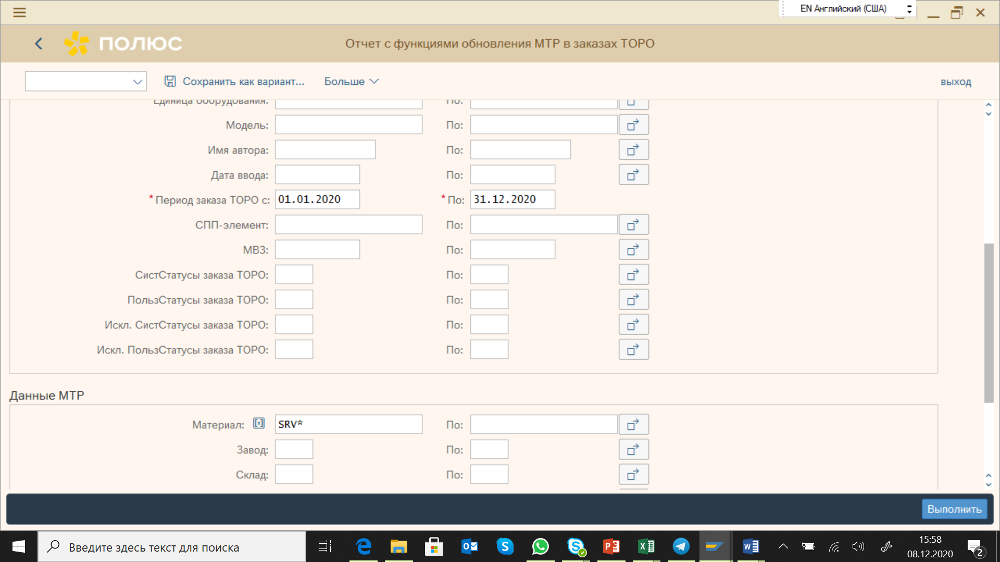 EN Английский (США)
ПОЛЮС
Отчет с функциями обновления МТР в заказах ТОРО
Сохранить как вариант... Больше выход
Единица оборудования: По:
Модель: По:
Имя автора: По:
Дата ввода: По:
* Период заказа ТОРО с: 01.01.2020 * По: 31.12.2020
СПП-элемент: По:
МВЗ: По:
СистСтатусы заказа ТОРО: По:
ПользСтатусы заказа ТОРО: По:
Искл. СистСтатусы заказа ТОРО: По:
Искл. ПользСтатусы заказа ТОРО: По:
Данные МТР
Материал: SRV* По:
Завод: По:
Склад: По:
Выполнить
Введите здесь текст для поиска
15:58
08.12.2020
2